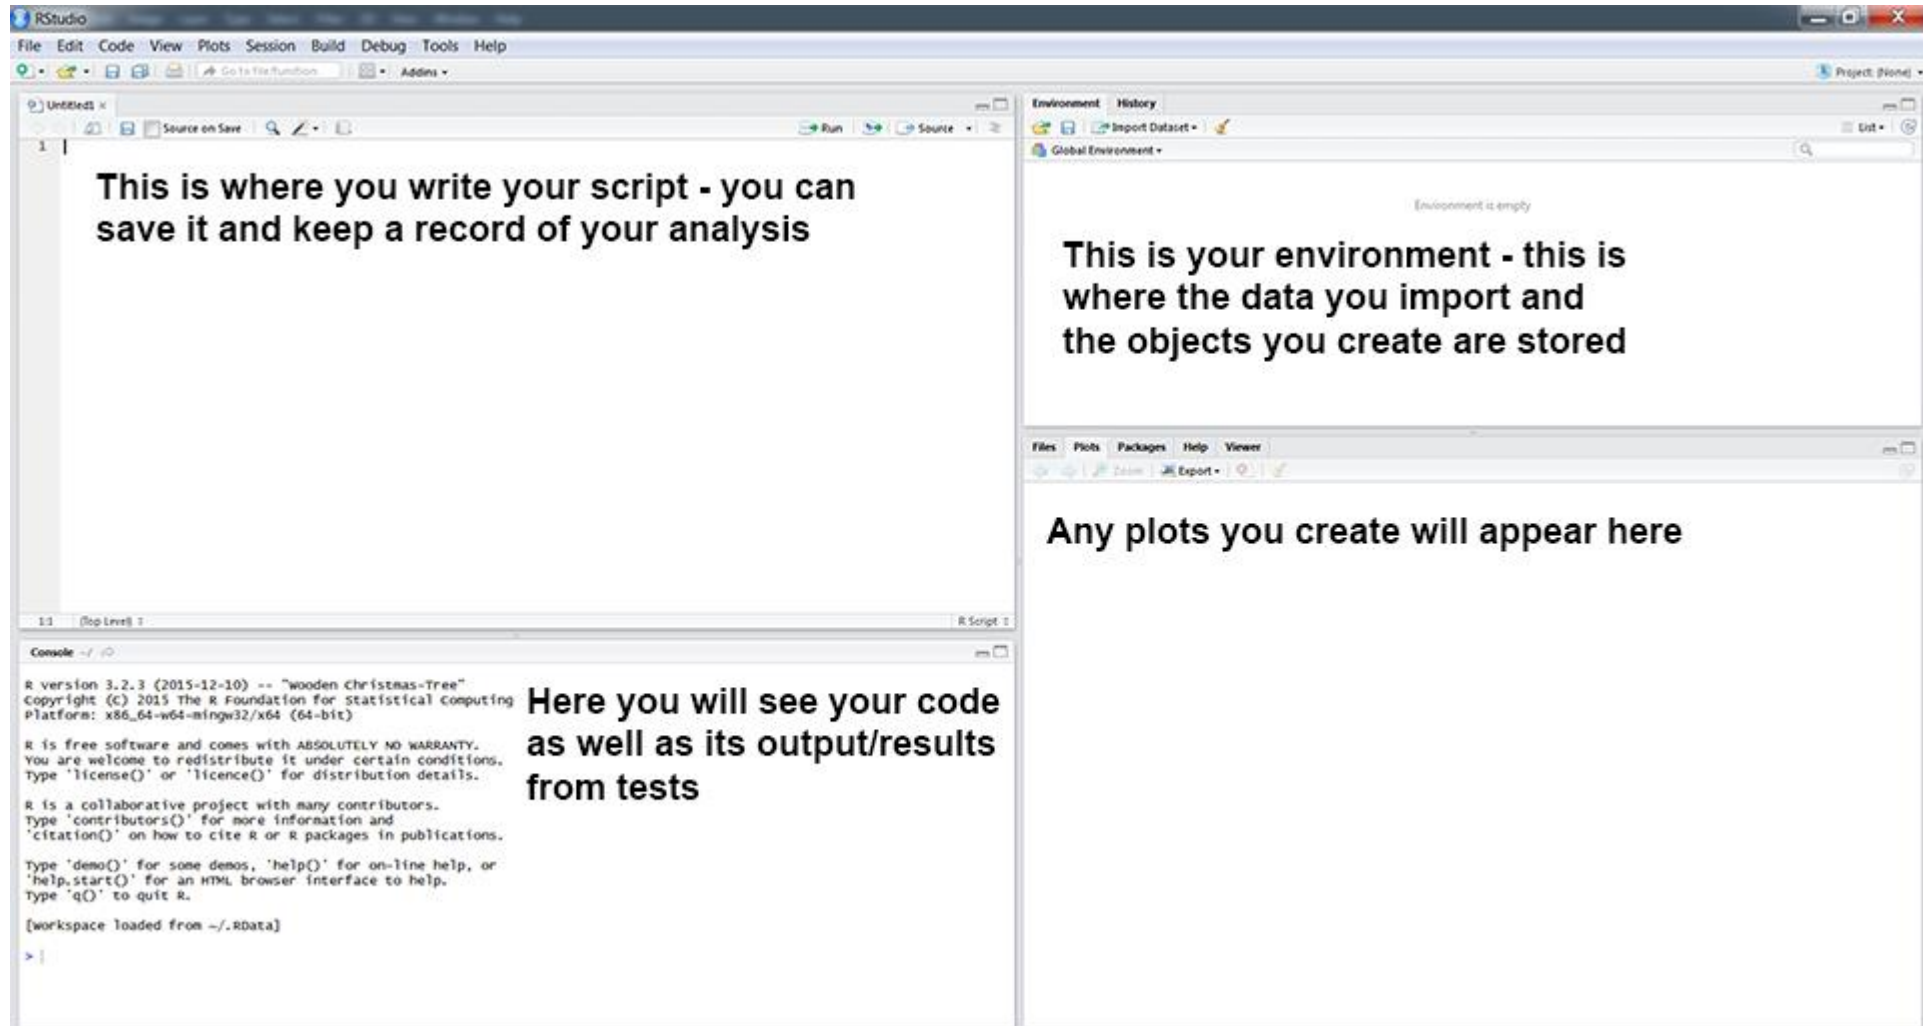 RStudio
File Edit Code View Plots Session Build Debug Tools Help
Go to file/function Addins
Project: (None)
Untitled1
Source on Save Run Source
1
This is where you write your script - you can
save it and keep a record of your analysis
1:1 (Top Level) R Script
Console ~/
R version 3.2.3 (2015-12-10) -- "Wooden Christmas-Tree"
Copyright (C) 2015 The R Foundation for Statistical Computing
Platform: x86_64-w64-mingw32/x64 (64-bit)
R is free software and comes with ABSOLUTELY NO WARRANTY.
You are welcome to redistribute it under certain conditions.
Type 'license()' or 'licence()' for distribution details.
R is a collaborative project with many contributors.
Type 'contributors()' for more information and
'citation()' on how to cite R or R packages in publications.
Type 'demo()' for some demos, 'help()' for on-line help, or
'help.start()' for an HTML browser interface to help.
Type 'q()' to quit R.
[Workspace loaded from ~/.RData]
>
Here you will see your code
as well as its output/results
from tests
Environment History
Import Dataset List
Global Environment
Environment is empty
This is your environment - this is
where the data you import and
the objects you create are stored
Files Plots Packages Help Viewer
Zoom Export
Any plots you create will appear here